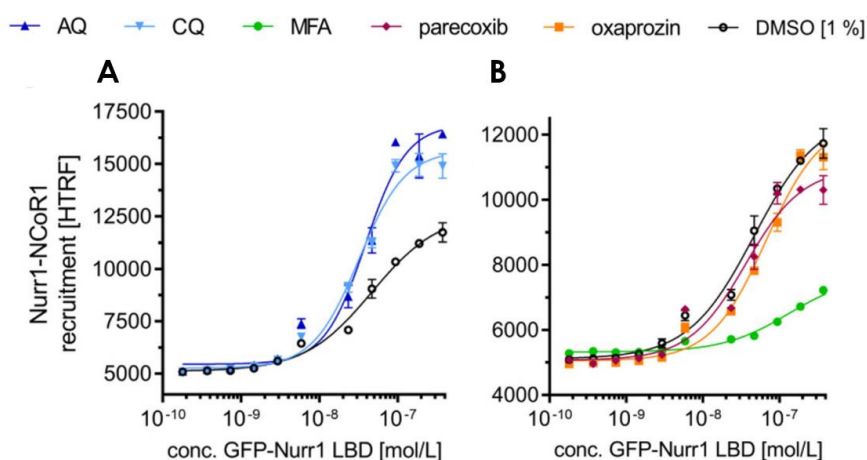 AQ CQ MFA parecoxib oxaprozin DMSO [1 %]
A B
Nurr1-NCoR1
recruitment [HTRF]
17500
15000
12500
10000
7500
5000
10-10 10-9 10-8 10-7
conc. GFP-Nurr1 LBD [mol/L]
12000
10000
8000
6000
4000
10-10 10-9 10-8 10-7
conc. GFP-Nurr1 LBD [mol/L]